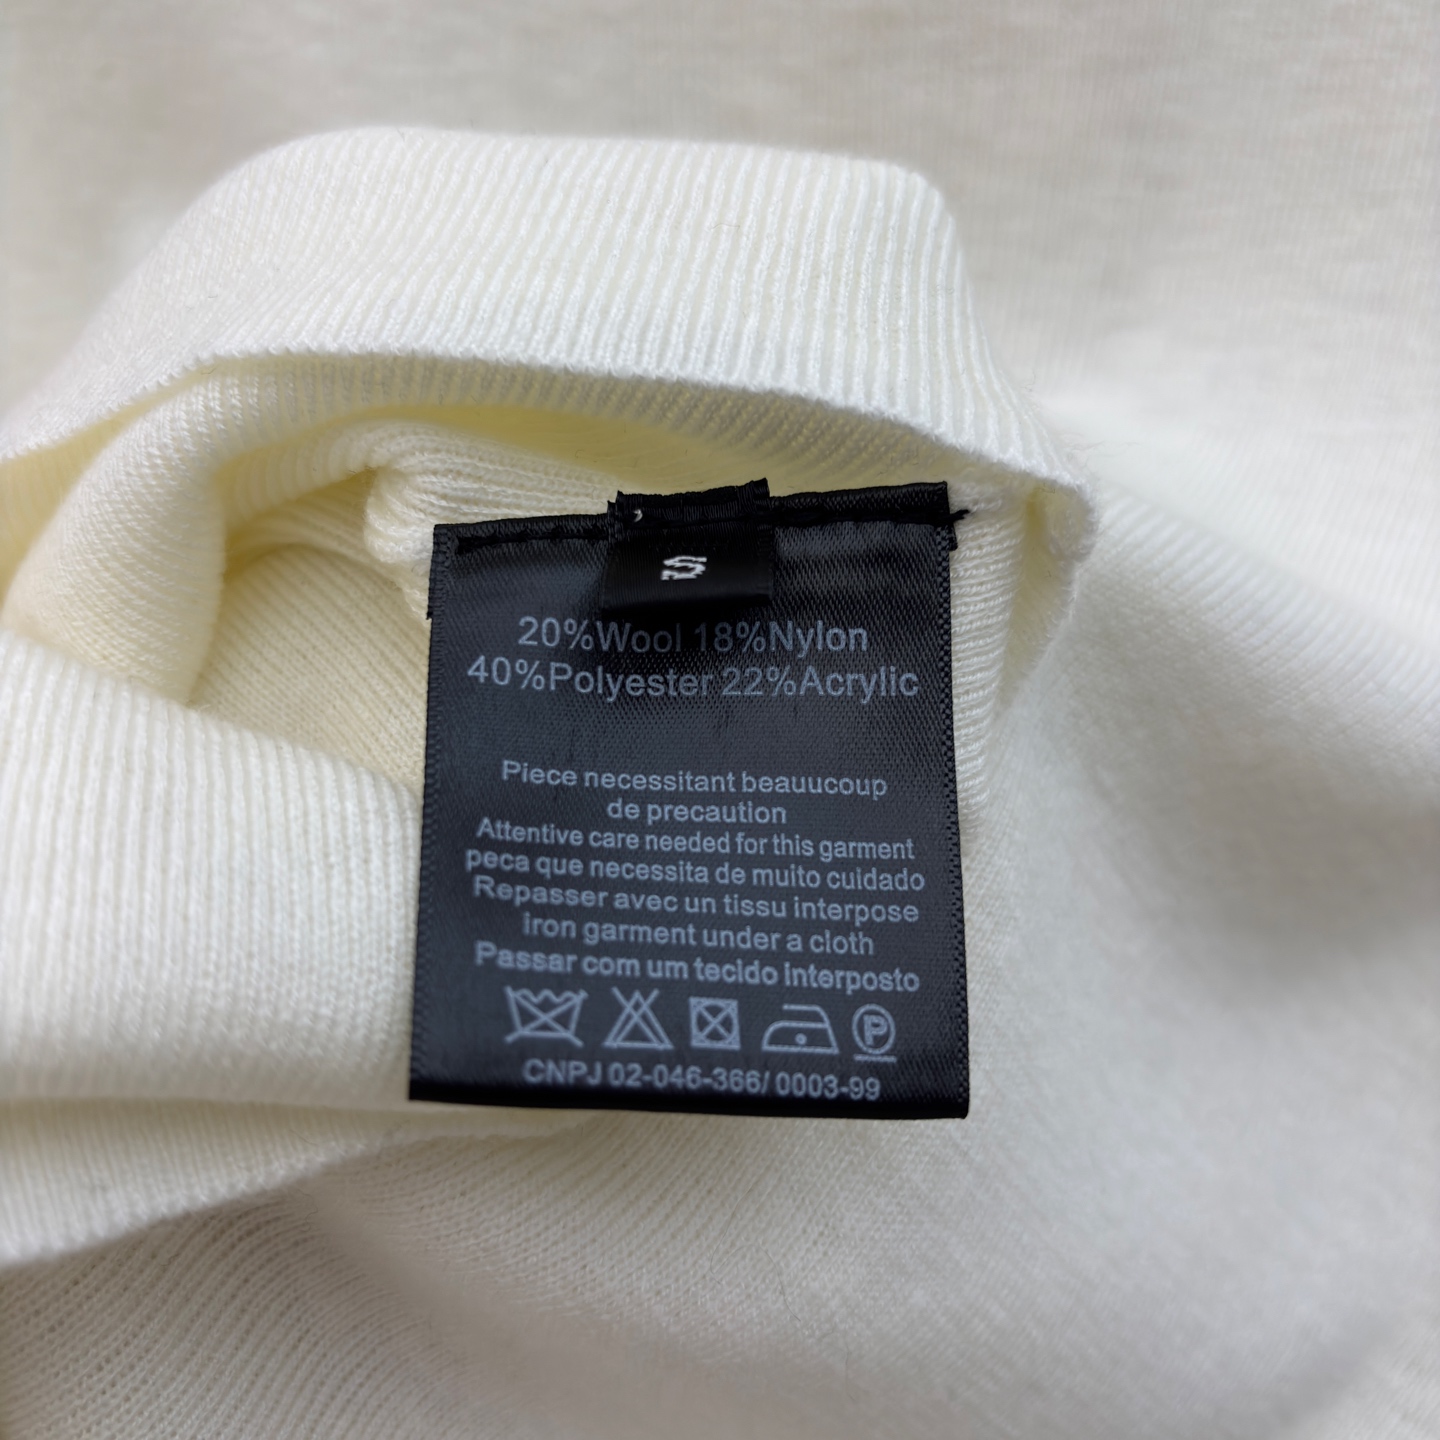 S
20%Wool 18%Nylon
40%Polyester 22%Acrylic
Piece necessitant beauucoup
de precaution
Attentive care needed for this garment
peca que necessita de muito cuidado
Repasser avec un tissu interpose
iron garment under a cloth
Passar com um tecido interposto
P
CNPJ 02-046-366/ 0003-99